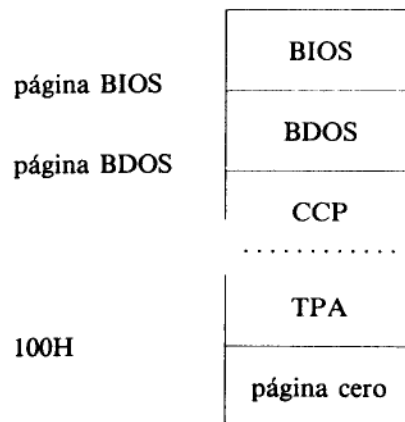 BIOS
página BIOS
BDOS
página BDOS
CCP
. . . . . . . . . . .
TPA
100H
página cero